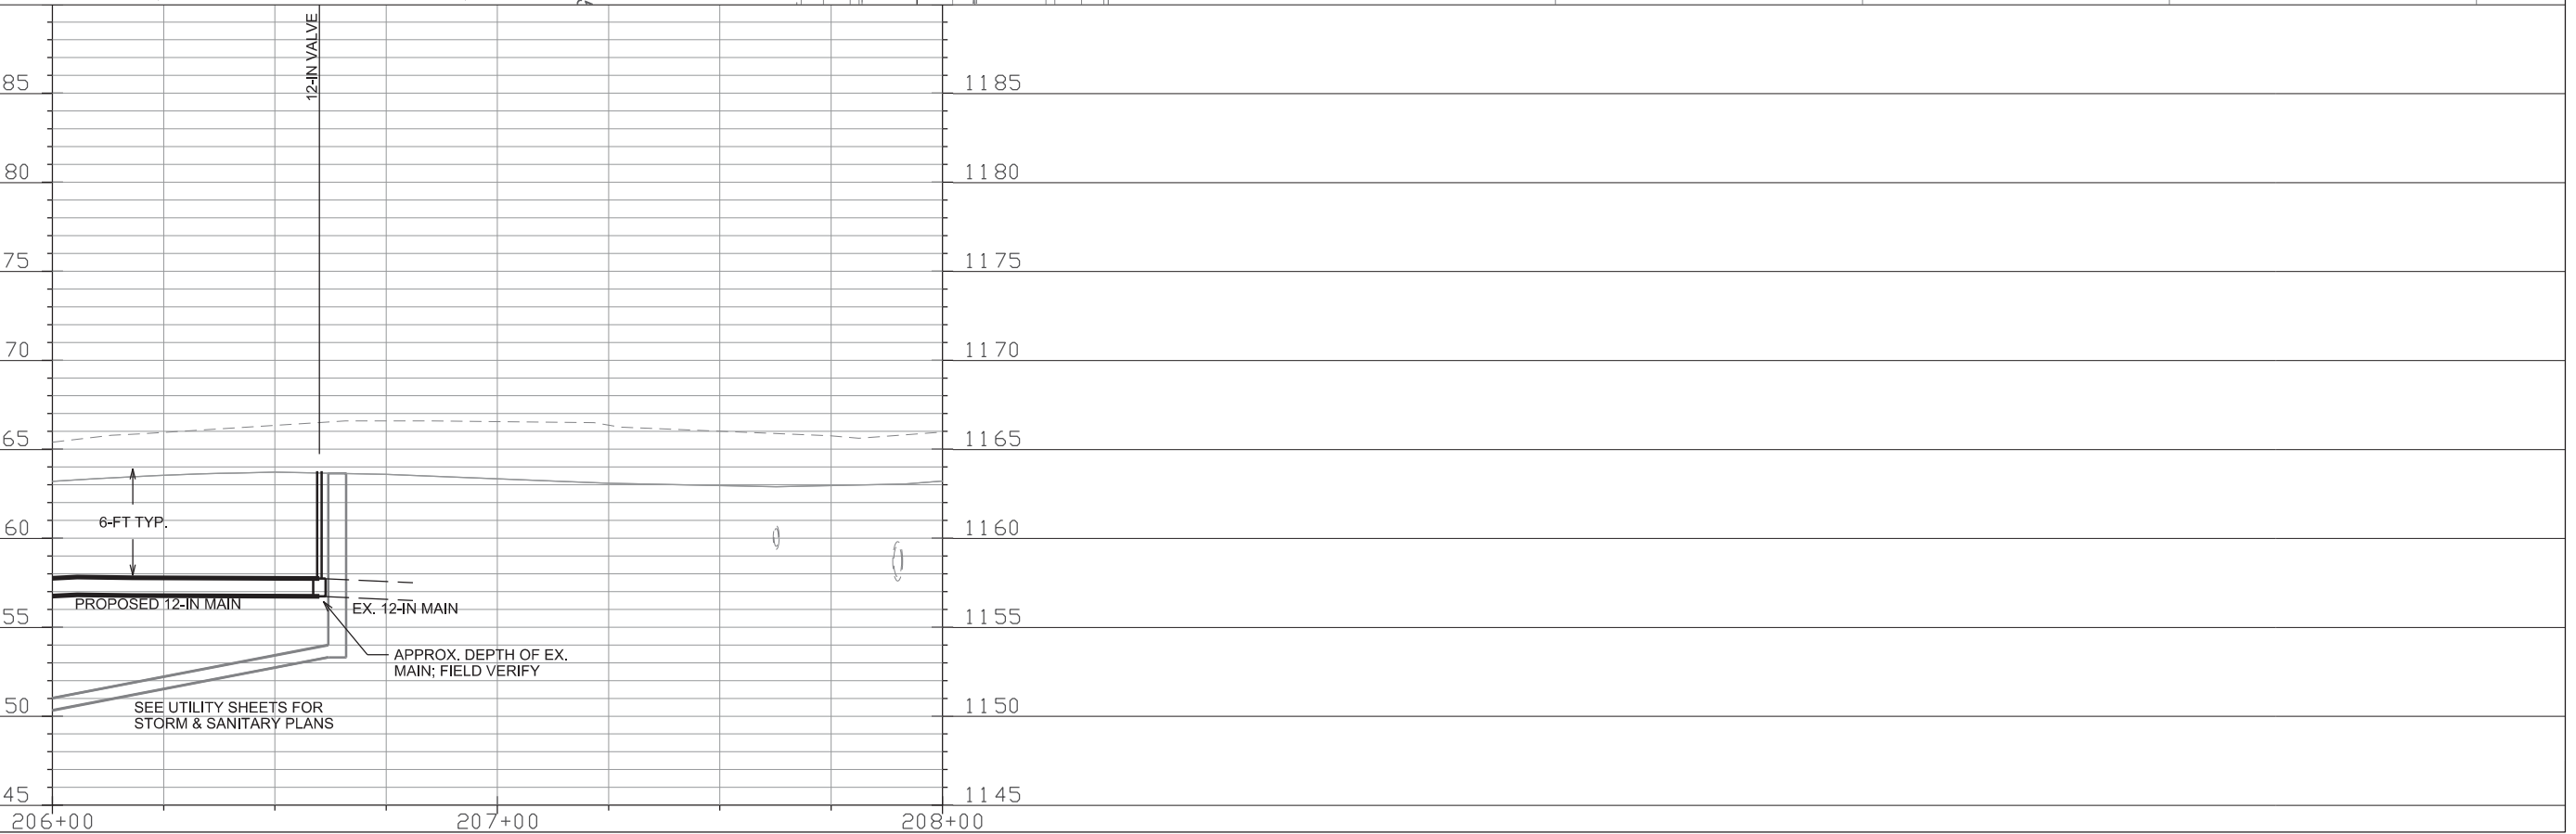 12-IN VALVE
85
1185
80
1180
75
1175
70
1170
65
1165
6-FT TYP.
60
1160
PROPOSED 12-IN MAIN
EX. 12-IN MAIN
55
1155
APPROX. DEPTH OF EX.
MAIN; FIELD VERIFY
SEE UTILITY SHEETS FOR
STORM & SANITARY PLANS
50
1150
45
1145
206+00
207+00
208+00